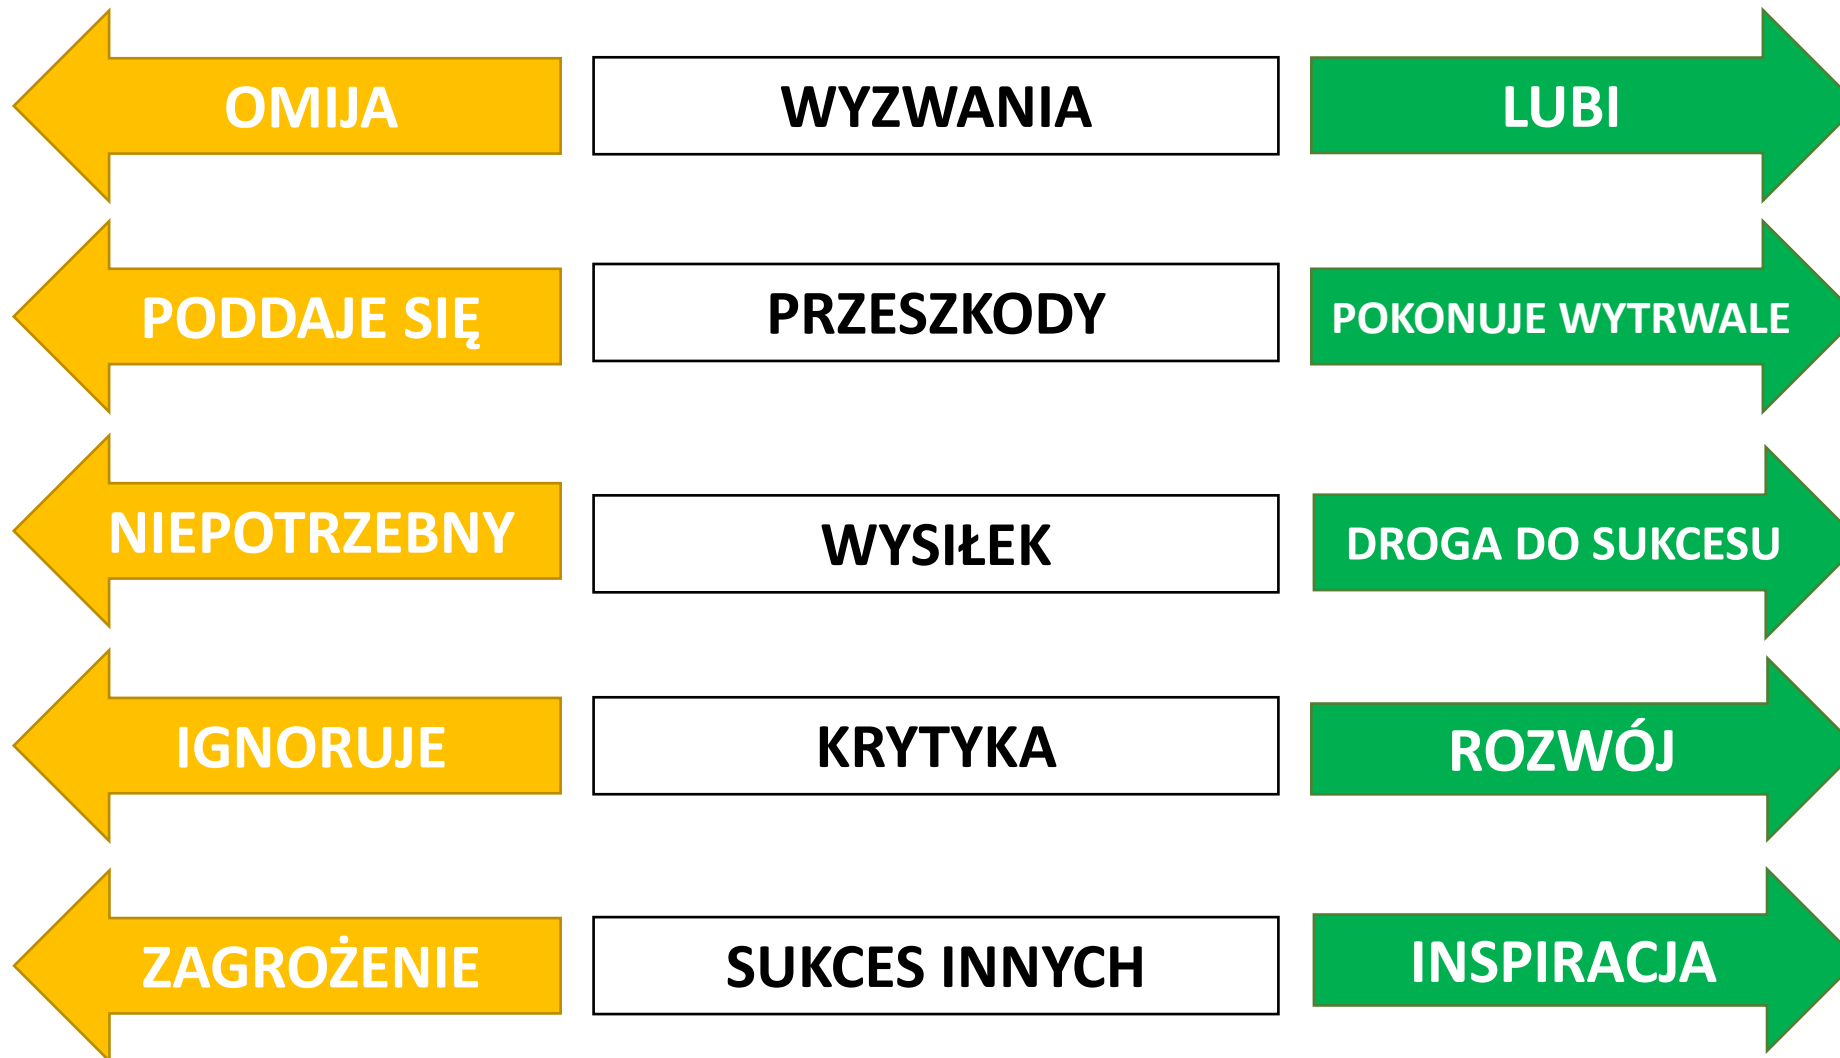 OMIJA
WYZWANIA
LUBI
PODDAJE SIĘ
PRZESZKODY
POKONUJE WYTRWALE
NIEPOTRZEBNY
WYSIŁEK
DROGA DO SUKCESU
IGNORUJE
KRYTYKA
ROZWÓJ
ZAGROŻENIE
SUKCES INNYCH
INSPIRACJA